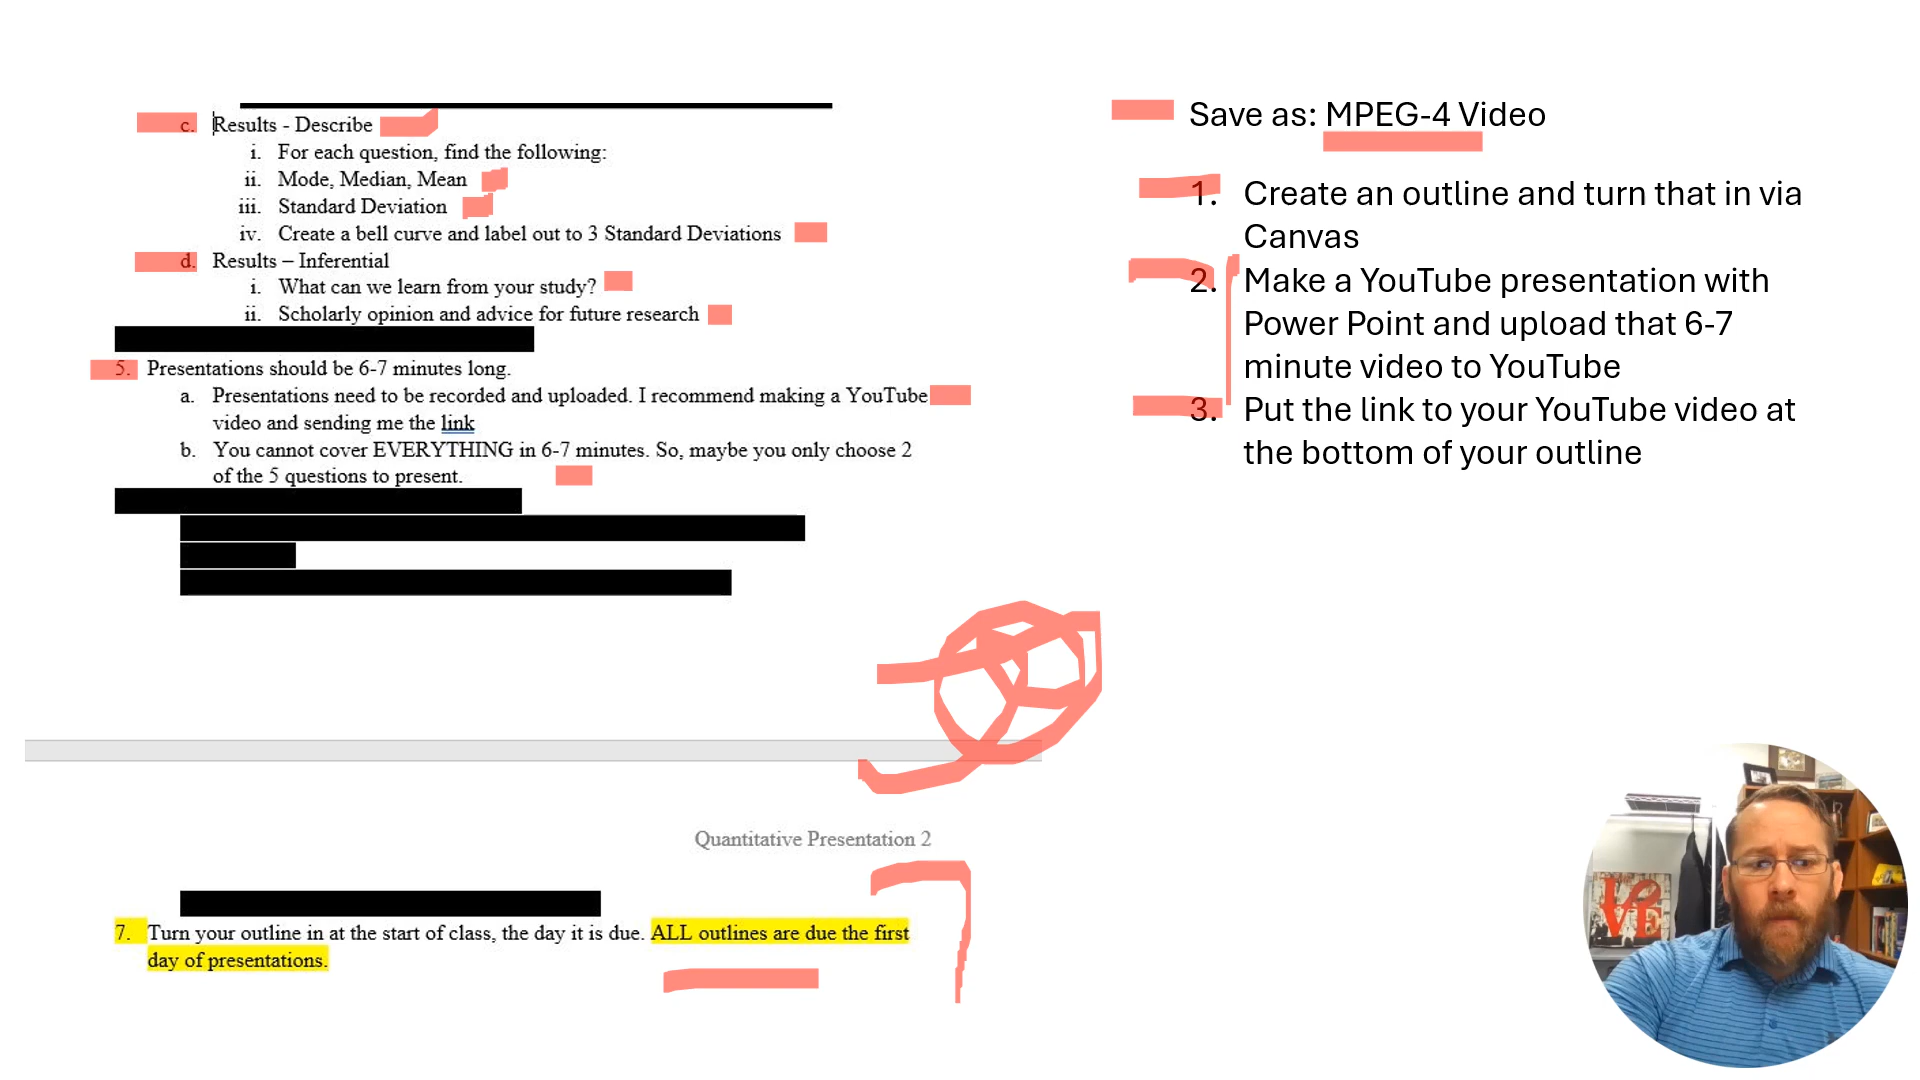 c. Results - Describe
i. For each question, find the following:
ii. Mode, Median, Mean
iii. Standard Deviation
iv. Create a bell curve and label out to 3 Standard Deviations
d. Results – Inferential
i. What can we learn from your study?
ii. Scholarly opinion and advice for future research
5. Presentations should be 6-7 minutes long.
a. Presentations need to be recorded and uploaded. I recommend making a YouTube
video and sending me the link
b. You cannot cover EVERYTHING in 6-7 minutes. So, maybe you only choose 2
of the 5 questions to present.
Quantitative Presentation 2
7. Turn your outline in at the start of class, the day it is due. ALL outlines are due the first
day of presentations.
Save as: MPEG-4 Video
1. Create an outline and turn that in via
Canvas
2. Make a YouTube presentation with
Power Point and upload that 6-7
minute video to YouTube
3. Put the link to your YouTube video at
the bottom of your outline
LOVE